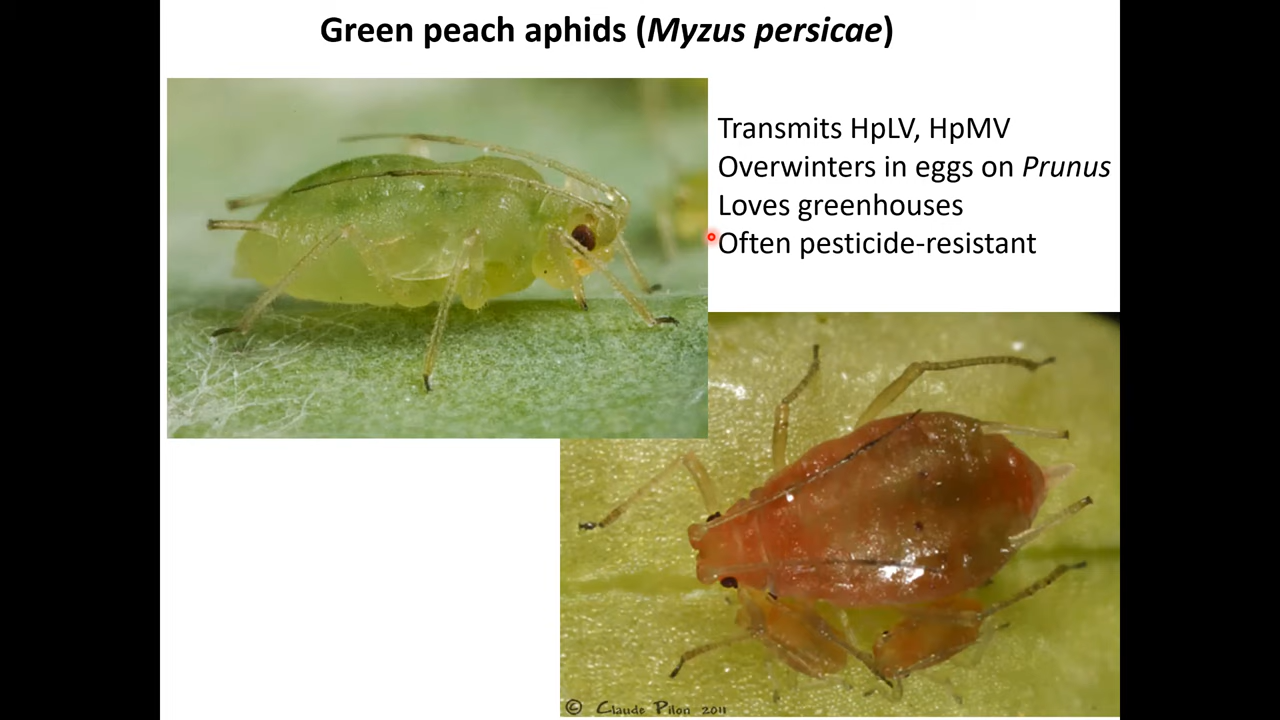 Green peach aphids (Myzus persicae)
Transmits HpLV, HpMV
Overwinters in eggs on Prunus
Loves greenhouses
Often pesticide-resistant
© Claude Pilon 2011